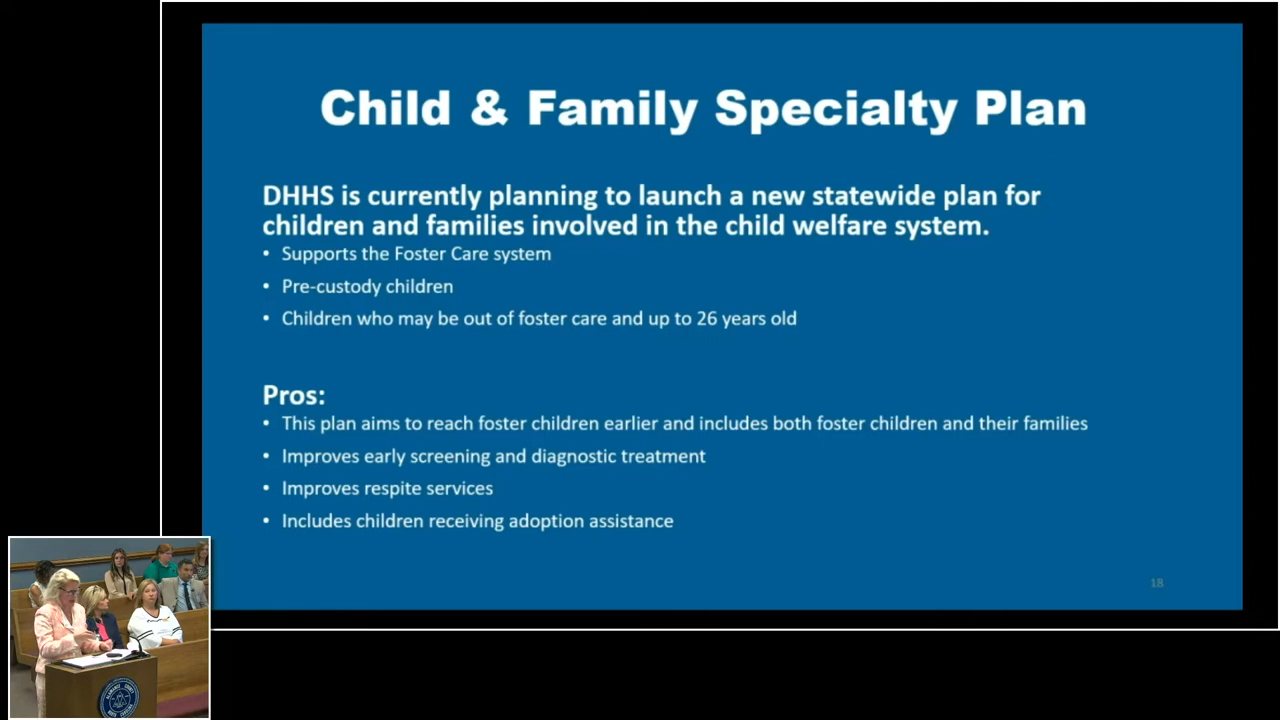 Child & Family Specialty Plan
DHHS is currently planning to launch a new statewide plan for
children and families involved in the child welfare system.
• Supports the Foster Care system
• Pre-custody children
• Children who may be out of foster care and up to 26 years old
Pros:
• This plan aims to reach foster children earlier and includes both foster children and their families
• Improves early screening and diagnostic treatment
• Improves respite services
• Includes children receiving adoption assistance
18